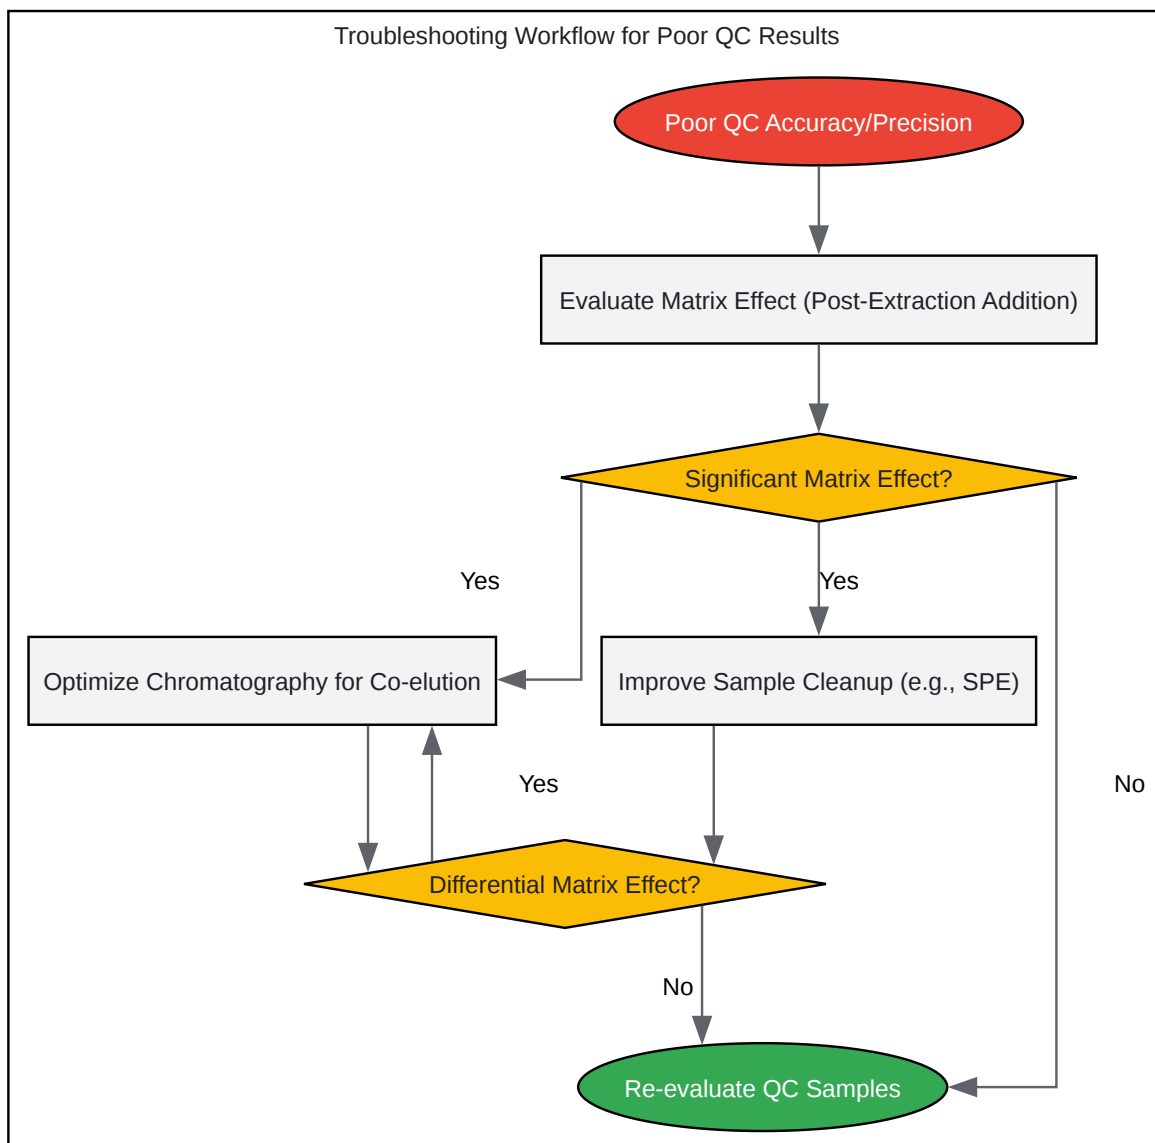 Troubleshooting Workflow for Poor QC Results
Poor QC Accuracy/Precision
Evaluate Matrix Effect (Post-Extraction Addition)
Significant Matrix Effect?
Yes
Yes
Optimize Chromatography for Co-elution
Improve Sample Cleanup (e.g., SPE)
Yes
No
Differential Matrix Effect?
No
Re-evaluate QC Samples